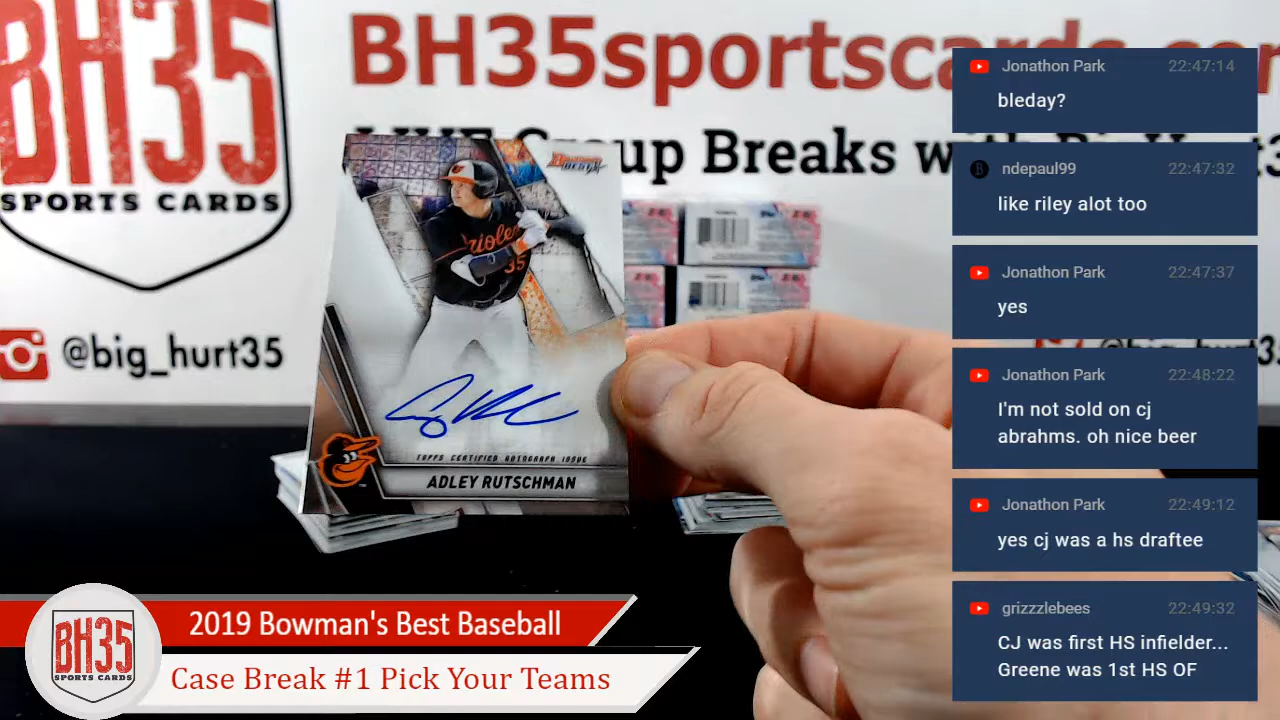 BH35
SPORTS CARDS
@big_hurt35
BH35sportscards.com
LIVE Group Breaks with
Orioles
35
TOPPS CERTIFIED AUTOGRAPH ISSUE
ADLEY RUTSCHMAN
Jonathon Park 22:47:14
bleday?
ndepaul99 22:47:32
like riley alot too
Jonathon Park 22:47:37
yes
Jonathon Park 22:48:22
I'm not sold on cj
abrahms. oh nice beer
Jonathon Park 22:49:12
yes cj was a hs draftee
grizzzlebees 22:49:32
CJ was first HS infielder...
Greene was 1st HS OF
BH35
SPORTS CARDS
2019 Bowman's Best Baseball
Case Break #1 Pick Your Teams